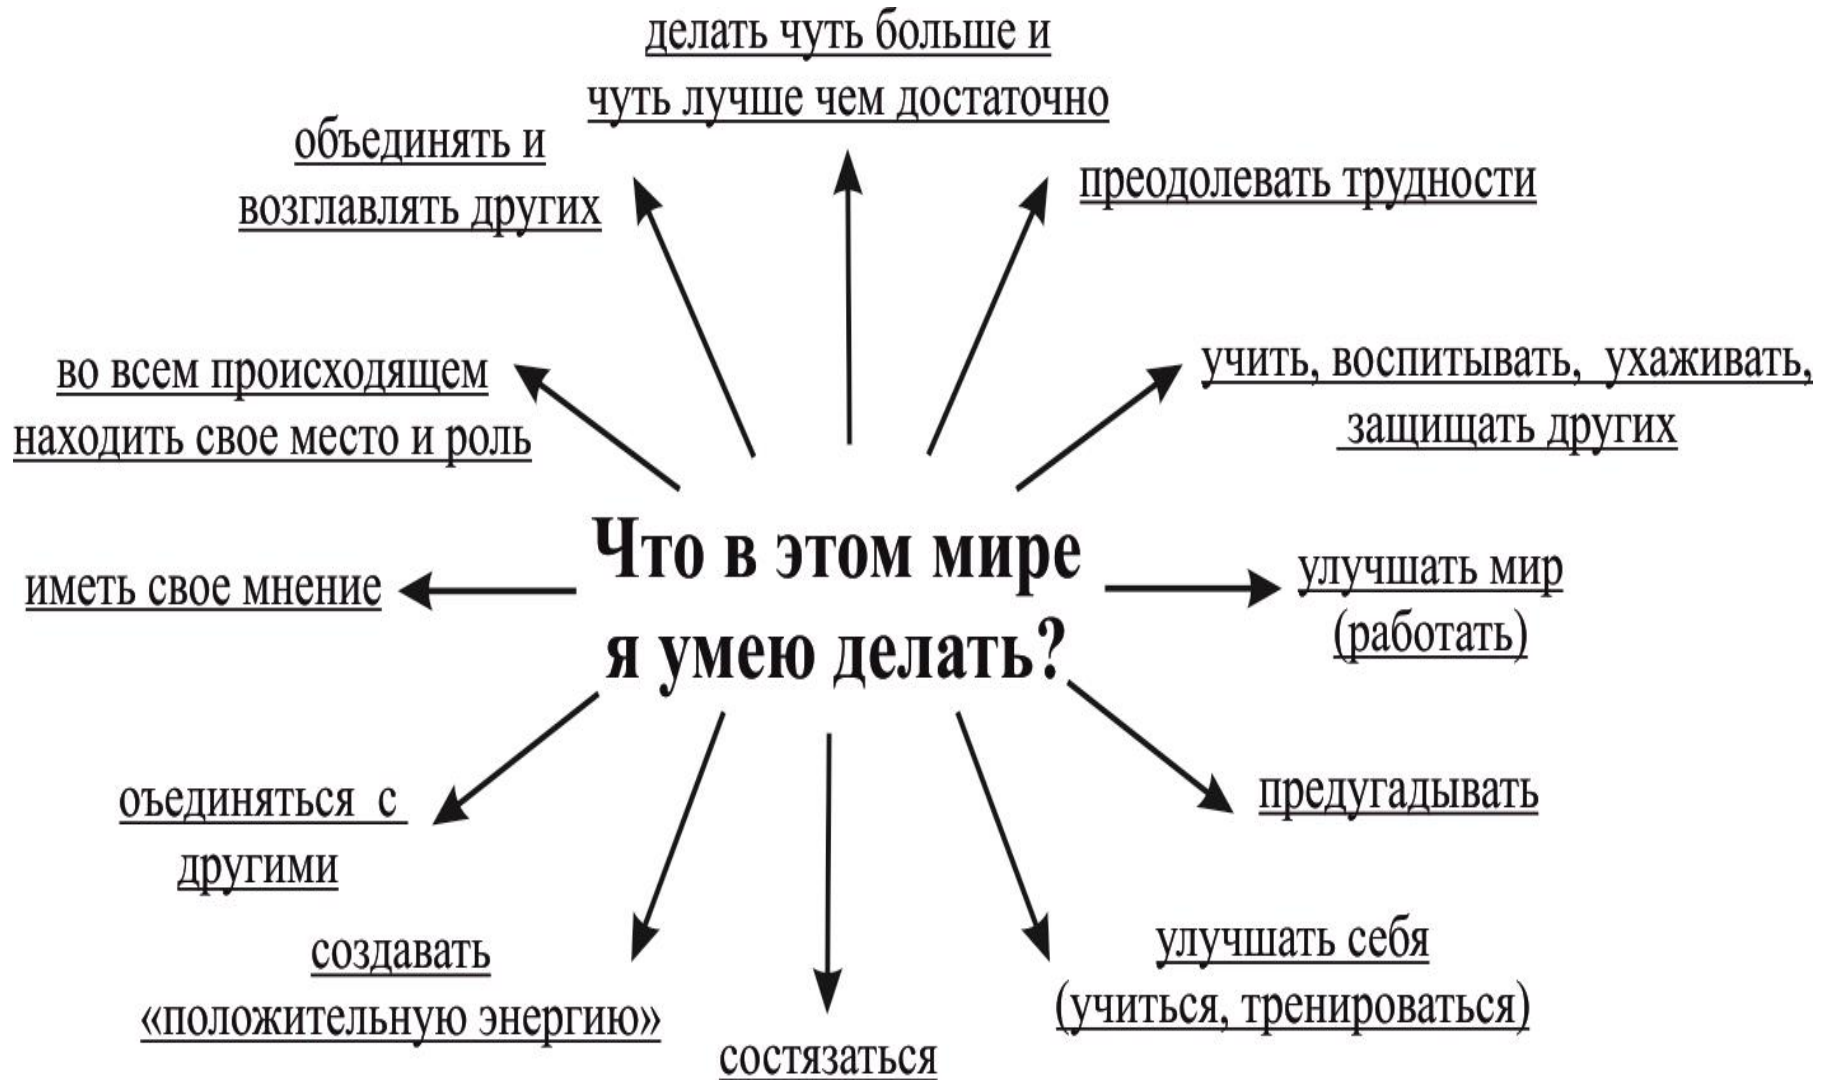 делать чуть больше и
чуть лучше чем достаточно
объединять и
возглавлять других
преодолевать трудности
во всем происходящем
находить свое место и роль
учить, воспитывать, ухаживать,
защищать других
Что в этом мире
я умею делать?
иметь свое мнение
улучшать мир
(работать)
оъединяться с
другими
предугадывать
создавать
«положительную энергию»
улучшать себя
(учиться, тренироваться)
состязаться